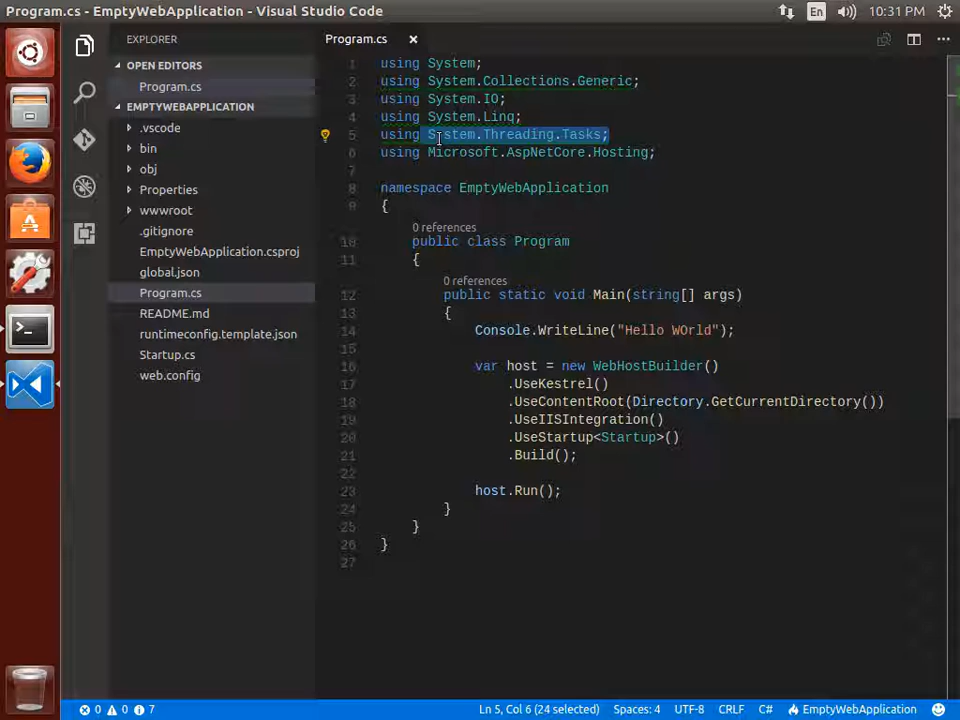 Program.cs - EmptyWebApplication - Visual Studio Code
En
10:31 PM
EXPLORER
OPEN EDITORS
Program.cs
EMPTYWEBAPPLICATION
.vscode
bin
obj
Properties
wwwroot
.gitignore
EmptyWebApplication.csproj
global.json
Program.cs
README.md
runtimeconfig.template.json
Startup.cs
web.config
Program.cs
1 using System;
2 using System.Collections.Generic;
3 using System.IO;
4 using System.Linq;
5 using System.Threading.Tasks;
6 using Microsoft.AspNetCore.Hosting;
7
8 namespace EmptyWebApplication
9 {
0 references
10 public class Program
11 {
0 references
12 public static void Main(string[] args)
13 {
14 Console.WriteLine("Hello WOrld");
15
16 var host = new WebHostBuilder()
17 .UseKestrel()
18 .UseContentRoot(Directory.GetCurrentDirectory())
19 .UseIISIntegration()
20 .UseStartup<Startup>()
21 .Build();
22
23 host.Run();
24 }
25 }
26 }
27
0 0 7
Ln 5, Col 6 (24 selected)
Spaces: 4
UTF-8
CRLF
C#
EmptyWebApplication